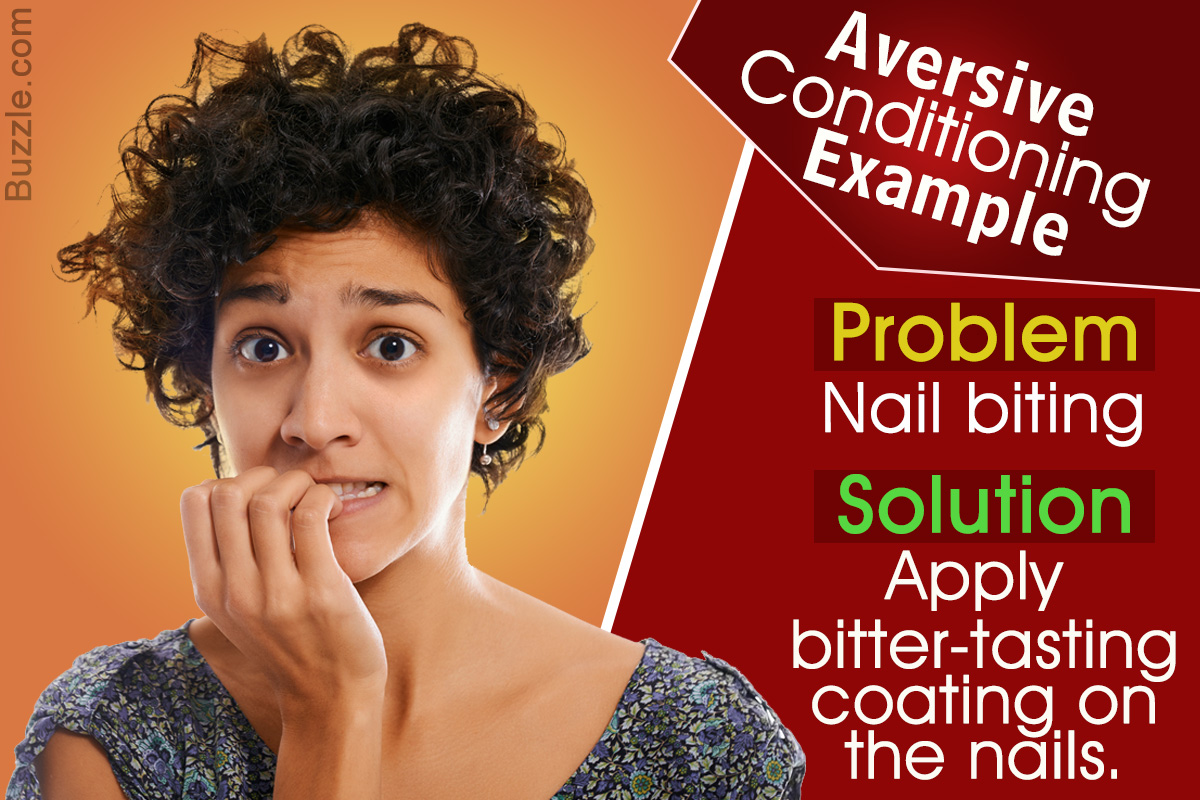 Buzzle.com
Aversive
Conditioning
Example
Problem
Nail biting
Solution
Apply
bitter-tasting
coating on
the nails.